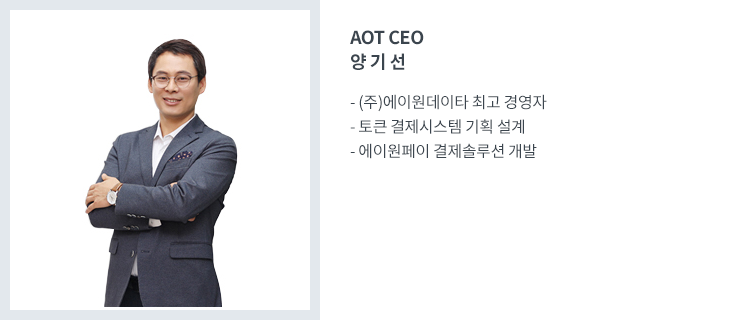 AOT CEO
양 기 선
- (주)에이원데이타 최고 경영자
- 토큰 결제시스템 기획 설계
- 에이원페이 결제솔루션 개발